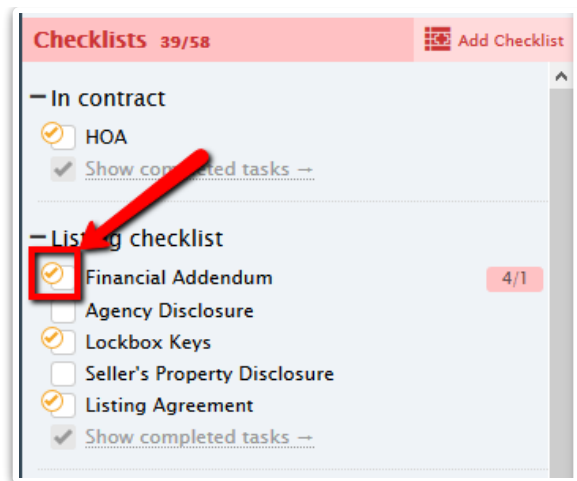 Checklists 39/58 Add Checklist
In contract
HOA
Show completed tasks →
Listing checklist
Financial Addendum 4/1
Agency Disclosure
Lockbox Keys
Seller's Property Disclosure
Listing Agreement
Show completed tasks →